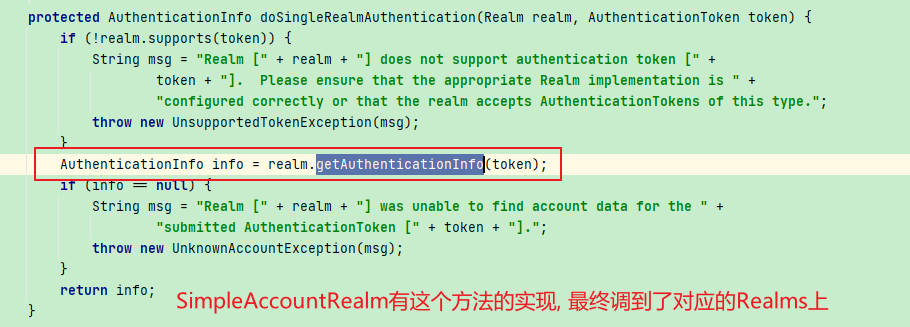 protected AuthenticationInfo doSingleRealmAuthentication(Realm realm, AuthenticationToken token) {
if (!realm.supports(token)) {
String msg = "Realm [" + realm + "] does not support authentication token [" +
token + "].  Please ensure that the appropriate Realm implementation is " +
"configured correctly or that the realm accepts AuthenticationTokens of this type.";
throw new UnsupportedTokenException(msg);
}
AuthenticationInfo info = realm.getAuthenticationInfo(token);
if (info == null) {
String msg = "Realm [" + realm + "] was unable to find account data for the " +
"submitted AuthenticationToken [" + token + "].";
throw new UnknownAccountException(msg);
}
return info;
SimpleAccountRealm有这个方法的实现, 最终调到了对应的Realms上
}